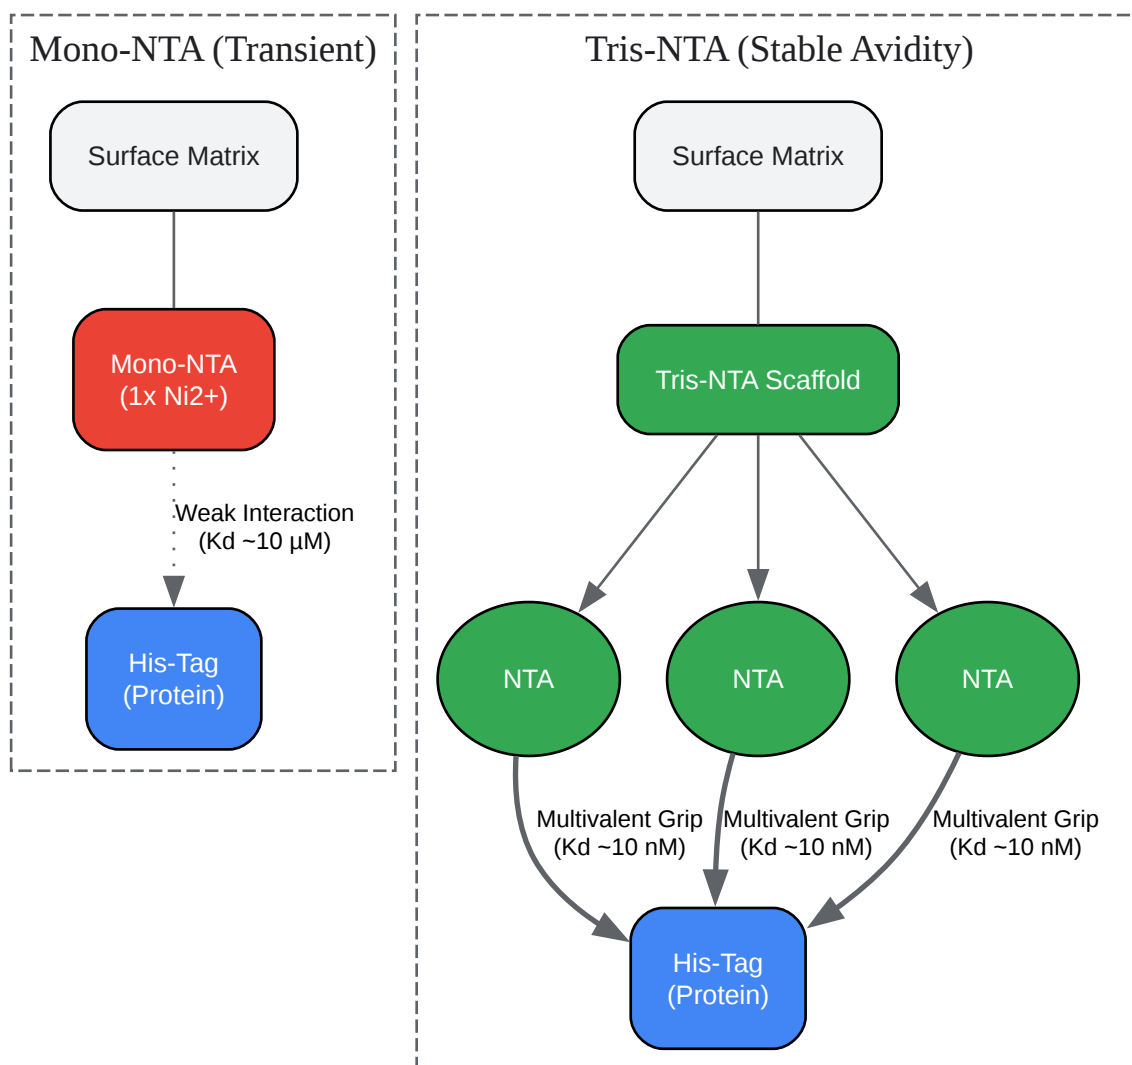 Mono-NTA (Transient)
Surface Matrix
Mono-NTA
(1x Ni2+)
Weak Interaction
(Kd ~10 µM)
His-Tag
(Protein)
Tris-NTA (Stable Avidity)
Surface Matrix
Tris-NTA Scaffold
NTA
NTA
NTA
Multivalent Grip
(Kd ~10 nM)
Multivalent Grip
(Kd ~10 nM)
Multivalent Grip
(Kd ~10 nM)
His-Tag
(Protein)